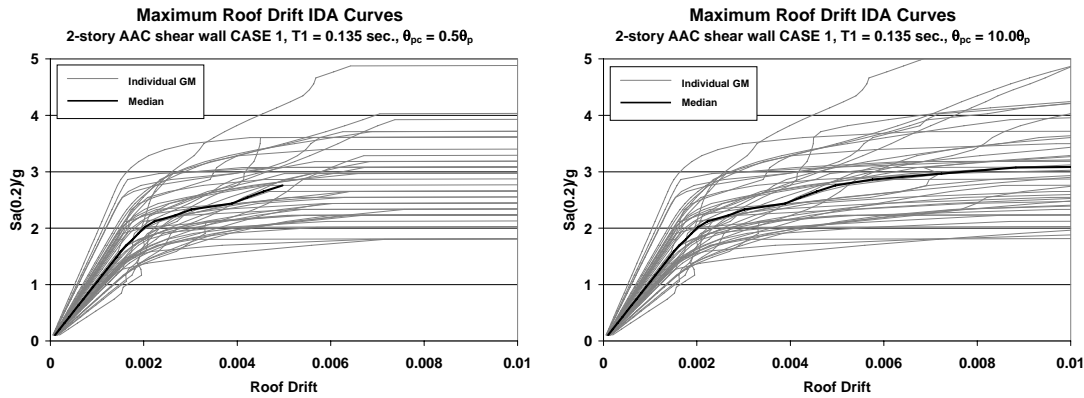 Maximum Roof Drift IDA Curves
2-story AAC shear wall CASE 1, T1 = 0.135 sec., θpc = 0.5θp
5
4
3
2
1
0
Sa(0.2)/g
Individual GM
Median
0 0.002 0.004 0.006 0.008 0.01
Roof Drift
Maximum Roof Drift IDA Curves
2-story AAC shear wall CASE 1, T1 = 0.135 sec., θpc = 10.0θp
5
4
3
2
1
0
Sa(0.2)/g
Individual GM
Median
0 0.002 0.004 0.006 0.008 0.01
Roof Drift